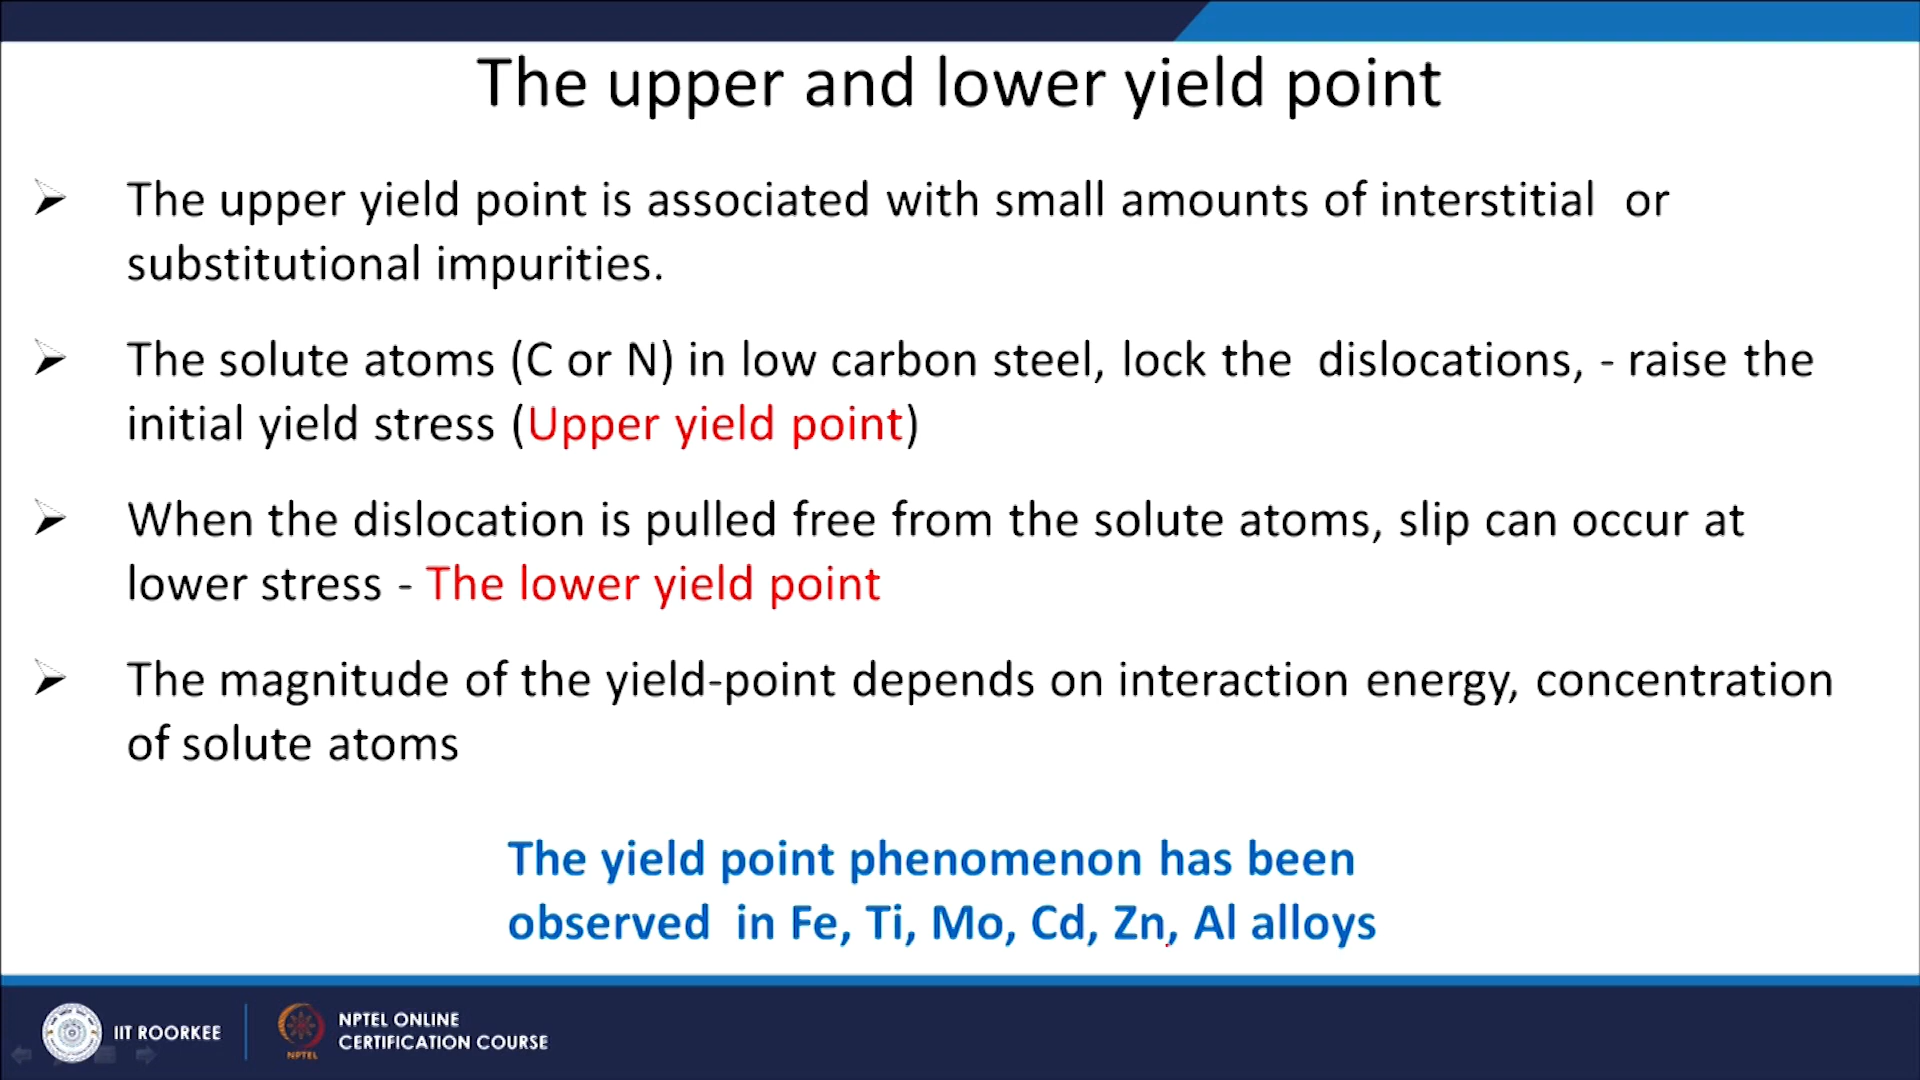 The upper and lower yield point
The upper yield point is associated with small amounts of interstitial or
substitutional impurities.
The solute atoms (C or N) in low carbon steel, lock the dislocations, - raise the
initial yield stress (Upper yield point)
When the dislocation is pulled free from the solute atoms, slip can occur at
lower stress - The lower yield point
The magnitude of the yield-point depends on interaction energy, concentration
of solute atoms
The yield point phenomenon has been
observed in Fe, Ti, Mo, Cd, Zn, Al alloys
IIT ROORKEE
NPTEL
NPTEL ONLINE
CERTIFICATION COURSE